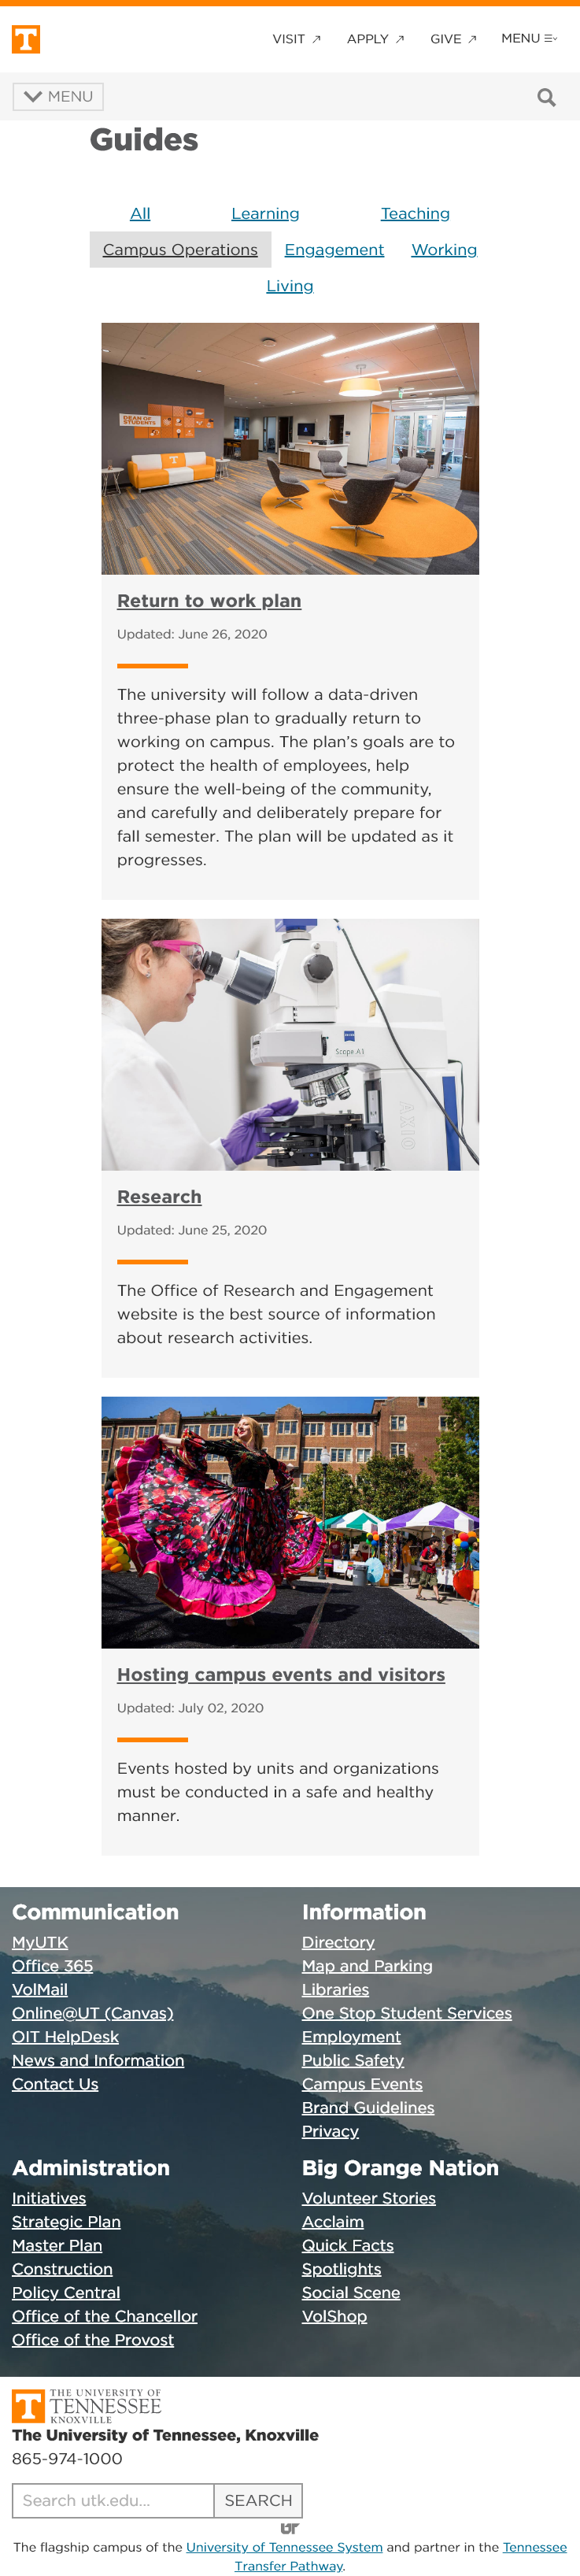 T
VISIT ↗ APPLY ↗ GIVE ↗ MENU
MENU
Guides
All Learning Teaching
Campus Operations Engagement Working
Living
DEAN OF
STUDENTS
T
Return to work plan
Updated: June 26, 2020
The university will follow a data-driven
three-phase plan to gradually return to
working on campus. The plan’s goals are to
protect the health of employees, help
ensure the well-being of the community,
and carefully and deliberately prepare for
fall semester. The plan will be updated as it
progresses.
Scope.A1
AXIO
Research
Updated: June 25, 2020
The Office of Research and Engagement
website is the best source of information
about research activities.
Hosting campus events and visitors
Updated: July 02, 2020
Events hosted by units and organizations
must be conducted in a safe and healthy
manner.
Communication
MyUTK
Office 365
VolMail
Online@UT (Canvas)
OIT HelpDesk
News and Information
Contact Us
Information
Directory
Map and Parking
Libraries
One Stop Student Services
Employment
Public Safety
Campus Events
Brand Guidelines
Privacy
Administration
Initiatives
Strategic Plan
Master Plan
Construction
Policy Central
Office of the Chancellor
Office of the Provost
Big Orange Nation
Volunteer Stories
Acclaim
Quick Facts
Spotlights
Social Scene
VolShop
T THE UNIVERSITY OF
TENNESSEE
KNOXVILLE
The University of Tennessee, Knoxville
865-974-1000
Search utk.edu... SEARCH
UT
The flagship campus of the University of Tennessee System and partner in the Tennessee
Transfer Pathway.